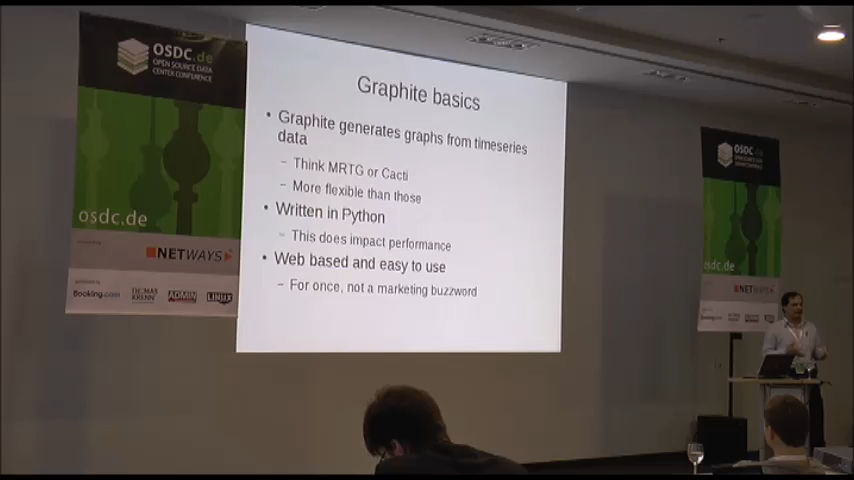 OSDC.de
OPEN SOURCE DATA
CENTER CONFERENCE
osdc.de
NETWAYS
Booking.com
THOMAS
KRENN
ADMIN
LINUX
Graphite basics
• Graphite generates graphs from timeseries
data
– Think MRTG or Cacti
– More flexible than those
• Written in Python
– This does impact performance
• Web based and easy to use
– For once, not a marketing buzzword
OSDC.de
osdc.de
NETWAYS
Booking.com